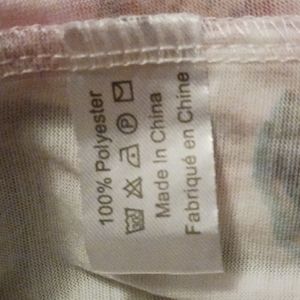 100% Polyester
Made In China
Fabriqué en Chine